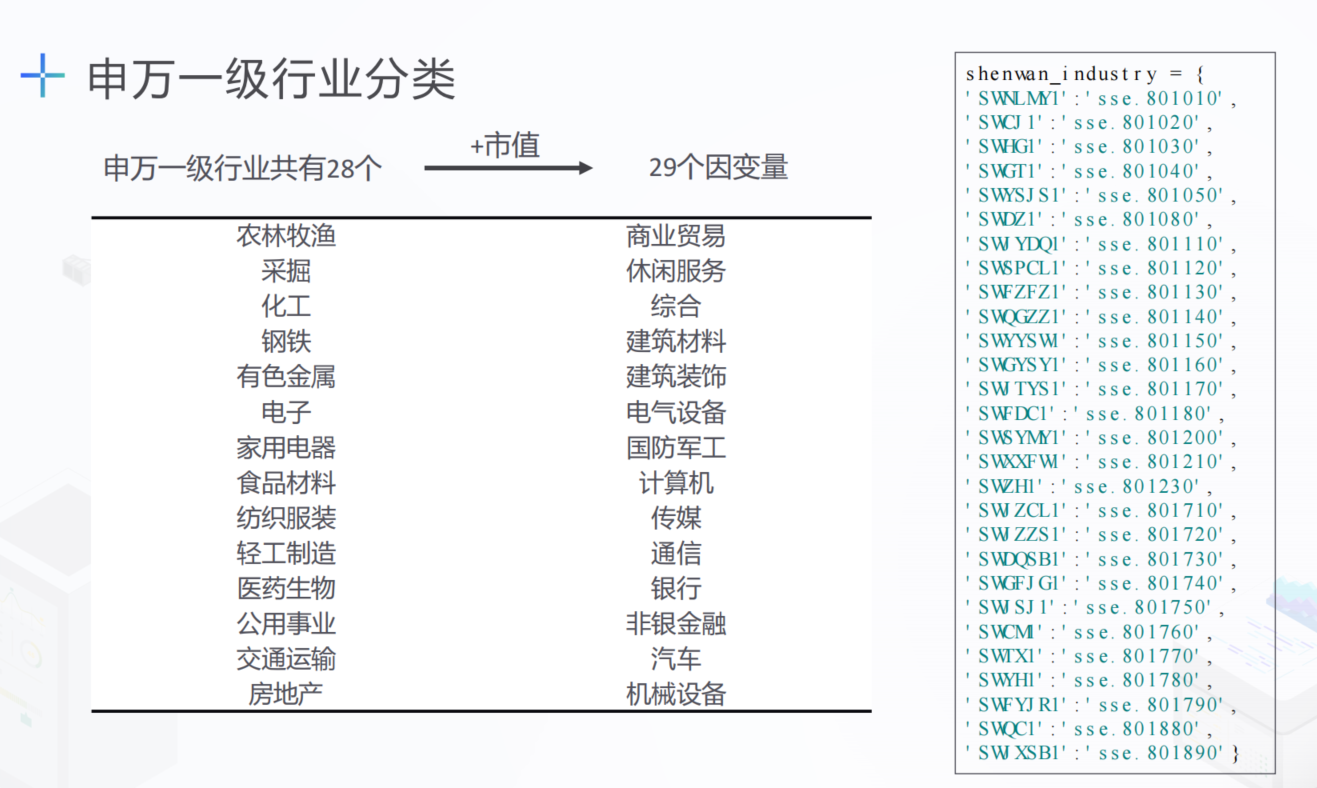 申万一级行业分类
申万一级行业共有28个
+市值
29个因变量
农林牧渔 商业贸易
采掘 休闲服务
化工 综合
钢铁 建筑材料
有色金属 建筑装饰
电子 电气设备
家用电器 国防军工
食品材料 计算机
纺织服装 传媒
轻工制造 通信
医药生物 银行
公用事业 非银金融
交通运输 汽车
房地产 机械设备
shenwan_industry = {
'SWNLMY1':'sse.801010',
'SWCJ1':'sse.801020',
'SWHG1':'sse.801030',
'SWGT1':'sse.801040',
'SWYSJS1':'sse.801050',
'SWDZ1':'sse.801080',
'SWJYDQ1':'sse.801110',
'SWSPCL1':'sse.801120',
'SWFZFZ1':'sse.801130',
'SWQGZZ1':'sse.801140',
'SWYYSW1':'sse.801150',
'SWGYSY1':'sse.801160',
'SWJTYS1':'sse.801170',
'SWFDC1':'sse.801180',
'SWSYMY1':'sse.801200',
'SWXXFW1':'sse.801210',
'SWZH1':'sse.801230',
'SWJZCL1':'sse.801710',
'SWJZZS1':'sse.801720',
'SWDQSB1':'sse.801730',
'SWGFJG1':'sse.801740',
'SWJSJ1':'sse.801750',
'SWCM1':'sse.801760',
'SWTX1':'sse.801770',
'SWYH1':'sse.801780',
'SWFYJR1':'sse.801790',
'SWQC1':'sse.801880',
'SWJXSB1':'sse.801890'}